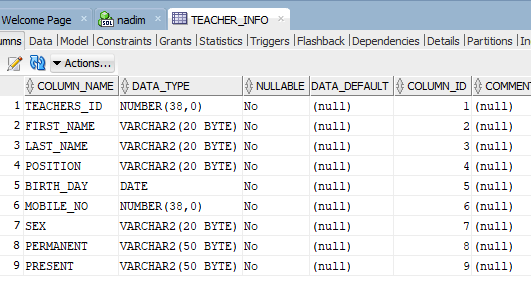 Welcome Page nadim TEACHER_INFO
umns Data Model Constraints Grants Statistics Triggers Flashback Dependencies Details Partitions In
Actions...
COLUMN_NAME DATA_TYPE NULLABLE DATA_DEFAULT COLUMN_ID COMMENT
1 TEACHERS_ID NUMBER(38,0) No (null) 1 (null)
2 FIRST_NAME VARCHAR2(20 BYTE) No (null) 2 (null)
3 LAST_NAME VARCHAR2(20 BYTE) No (null) 3 (null)
4 POSITION VARCHAR2(20 BYTE) No (null) 4 (null)
5 BIRTH_DAY DATE No (null) 5 (null)
6 MOBILE_NO NUMBER(38,0) No (null) 6 (null)
7 SEX VARCHAR2(20 BYTE) No (null) 7 (null)
8 PERMANENT VARCHAR2(50 BYTE) No (null) 8 (null)
9 PRESENT VARCHAR2(50 BYTE) No (null) 9 (null)